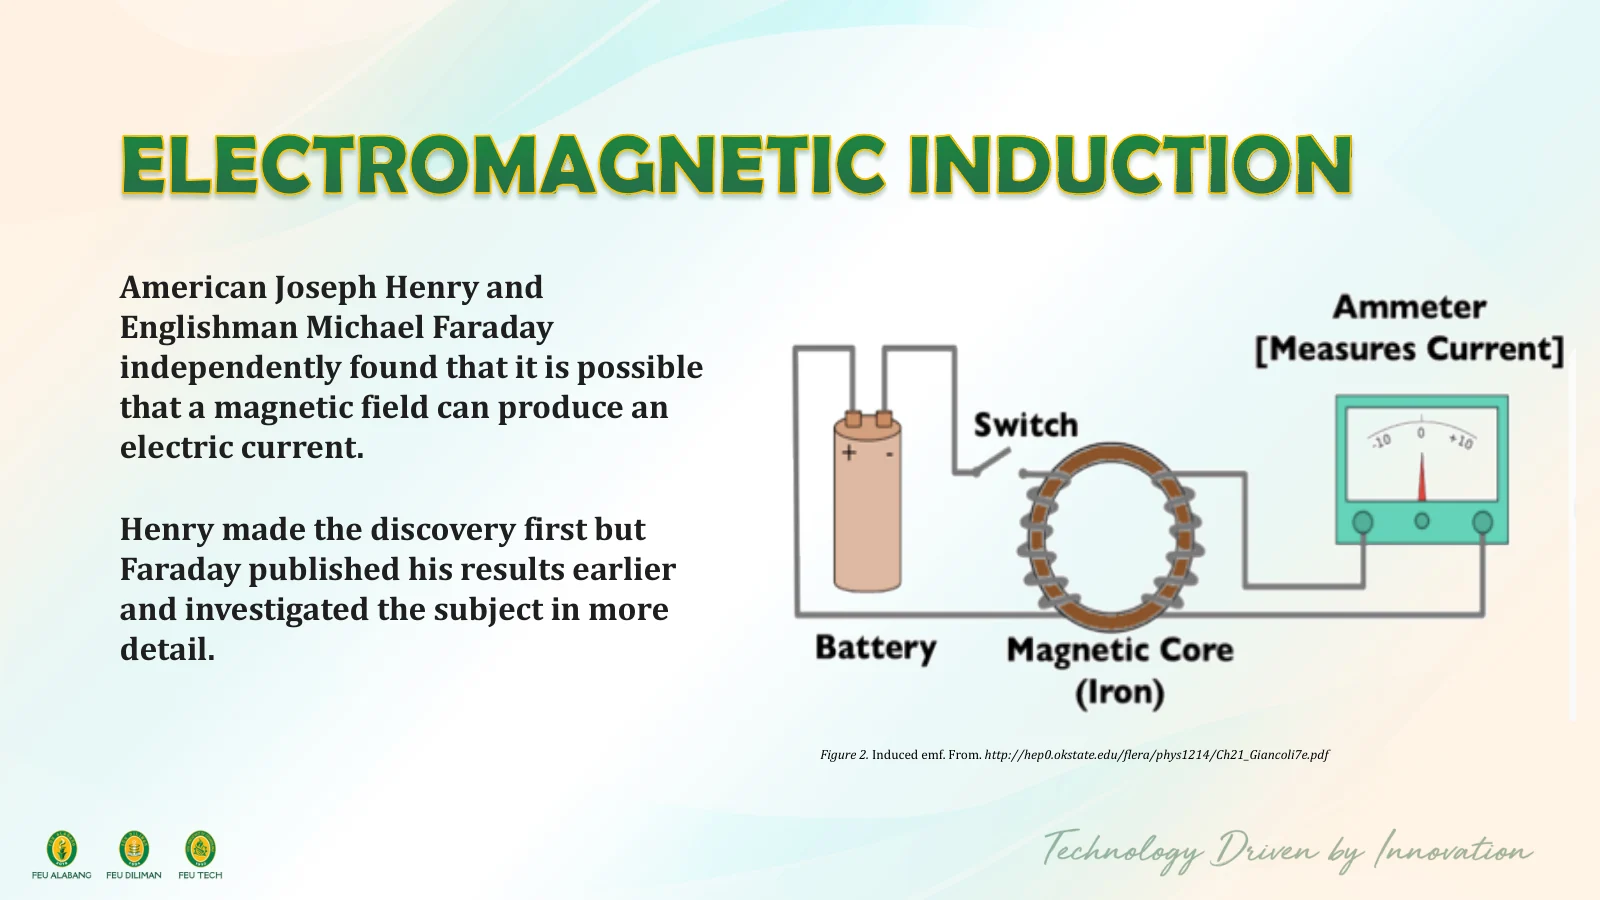 ELECTROMAGNETIC INDUCTION
American Joseph Henry and
Englishman Michael Faraday
independently found that it is possible
that a magnetic field can produce an
electric current.
Henry made the discovery first but
Faraday published his results earlier
and investigated the subject in more
detail.
Ammeter
[Measures Current]
-10 0 +10
Switch
+ -
Battery
Magnetic Core
(Iron)
Figure 2. Induced emf. From. http://hep0.okstate.edu/flera/phys1214/Ch21_Giancoli7e.pdf
FEU ALABANG
FEU DILIMAN
FEU TECH
Technology Driven by Innovation